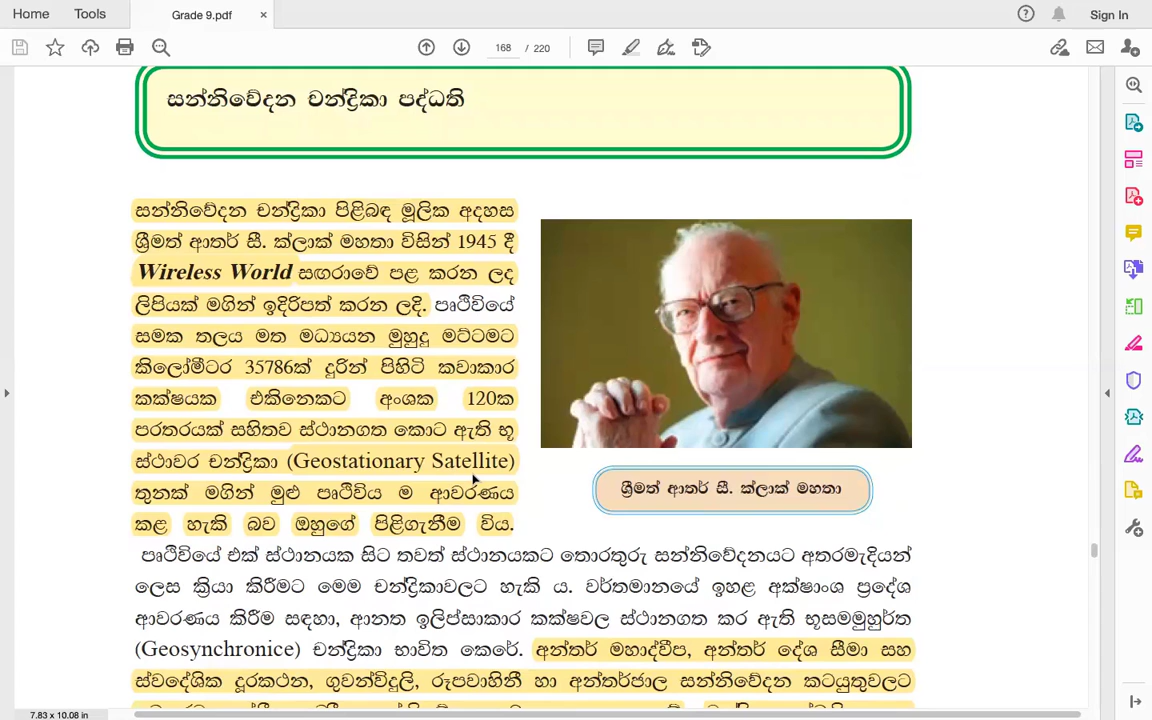 Home Tools Grade 9.pdf × Sign In
168 / 220
සන්නිවේදන චන්ද්‍රිකා පද්ධති
සන්නිවේදන චන්ද්‍රිකා පිළිබඳ මූලික අදහස
ශ්‍රීමත් ආතර් සී. ක්ලාක් මහතා විසින් 1945 දී
Wireless World සඟරාවේ පළ කරන ලද
ලිපියක් මගින් ඉදිරිපත් කරන ලදි. පෘථිවියේ
සමක තලය මත මධ්‍යයන මුහුදු මට්ටමට
කිලෝමීටර 35786ක් දුරින් පිහිටි කවාකාර
කක්ෂයක එකිනෙකට අංශක 120ක
පරතරයක් සහිතව ස්ථානගත කොට ඇති භූ
ස්ථාවර චන්ද්‍රිකා (Geostationary Satellite)
තුනක් මගින් මුළු පෘථිවිය ම ආවරණය
කළ හැකි බව ඔහුගේ පිළිගැනීම විය.
ශ්‍රීමත් ආතර් සී. ක්ලාක් මහතා
පෘථිවියේ එක් ස්ථානයක සිට තවත් ස්ථානයකට තොරතුරු සන්නිවේදනයට අතරමැදියන්
ලෙස ක්‍රියා කිරීමට මෙම චන්ද්‍රිකාවලට හැකි ය. වර්තමානයේ ඉහළ අක්ෂාංශ ප්‍රදේශ
ආවරණය කිරීම සඳහා, ආනත ඉලිප්සාකාර කක්ෂවල ස්ථානගත කර ඇති භූසමමුහුර්ත
(Geosynchronice) චන්ද්‍රිකා භාවිත කෙරේ. අන්තර් මහාද්වීප, අන්තර් දේශ සීමා සහ
ස්වදේශික දුරකථන, ගුවන්විදුලි, රූපවාහිනී හා අන්තර්ජාල සන්නිවේදන කටයුතුවලට
7.83 x 10.08 in